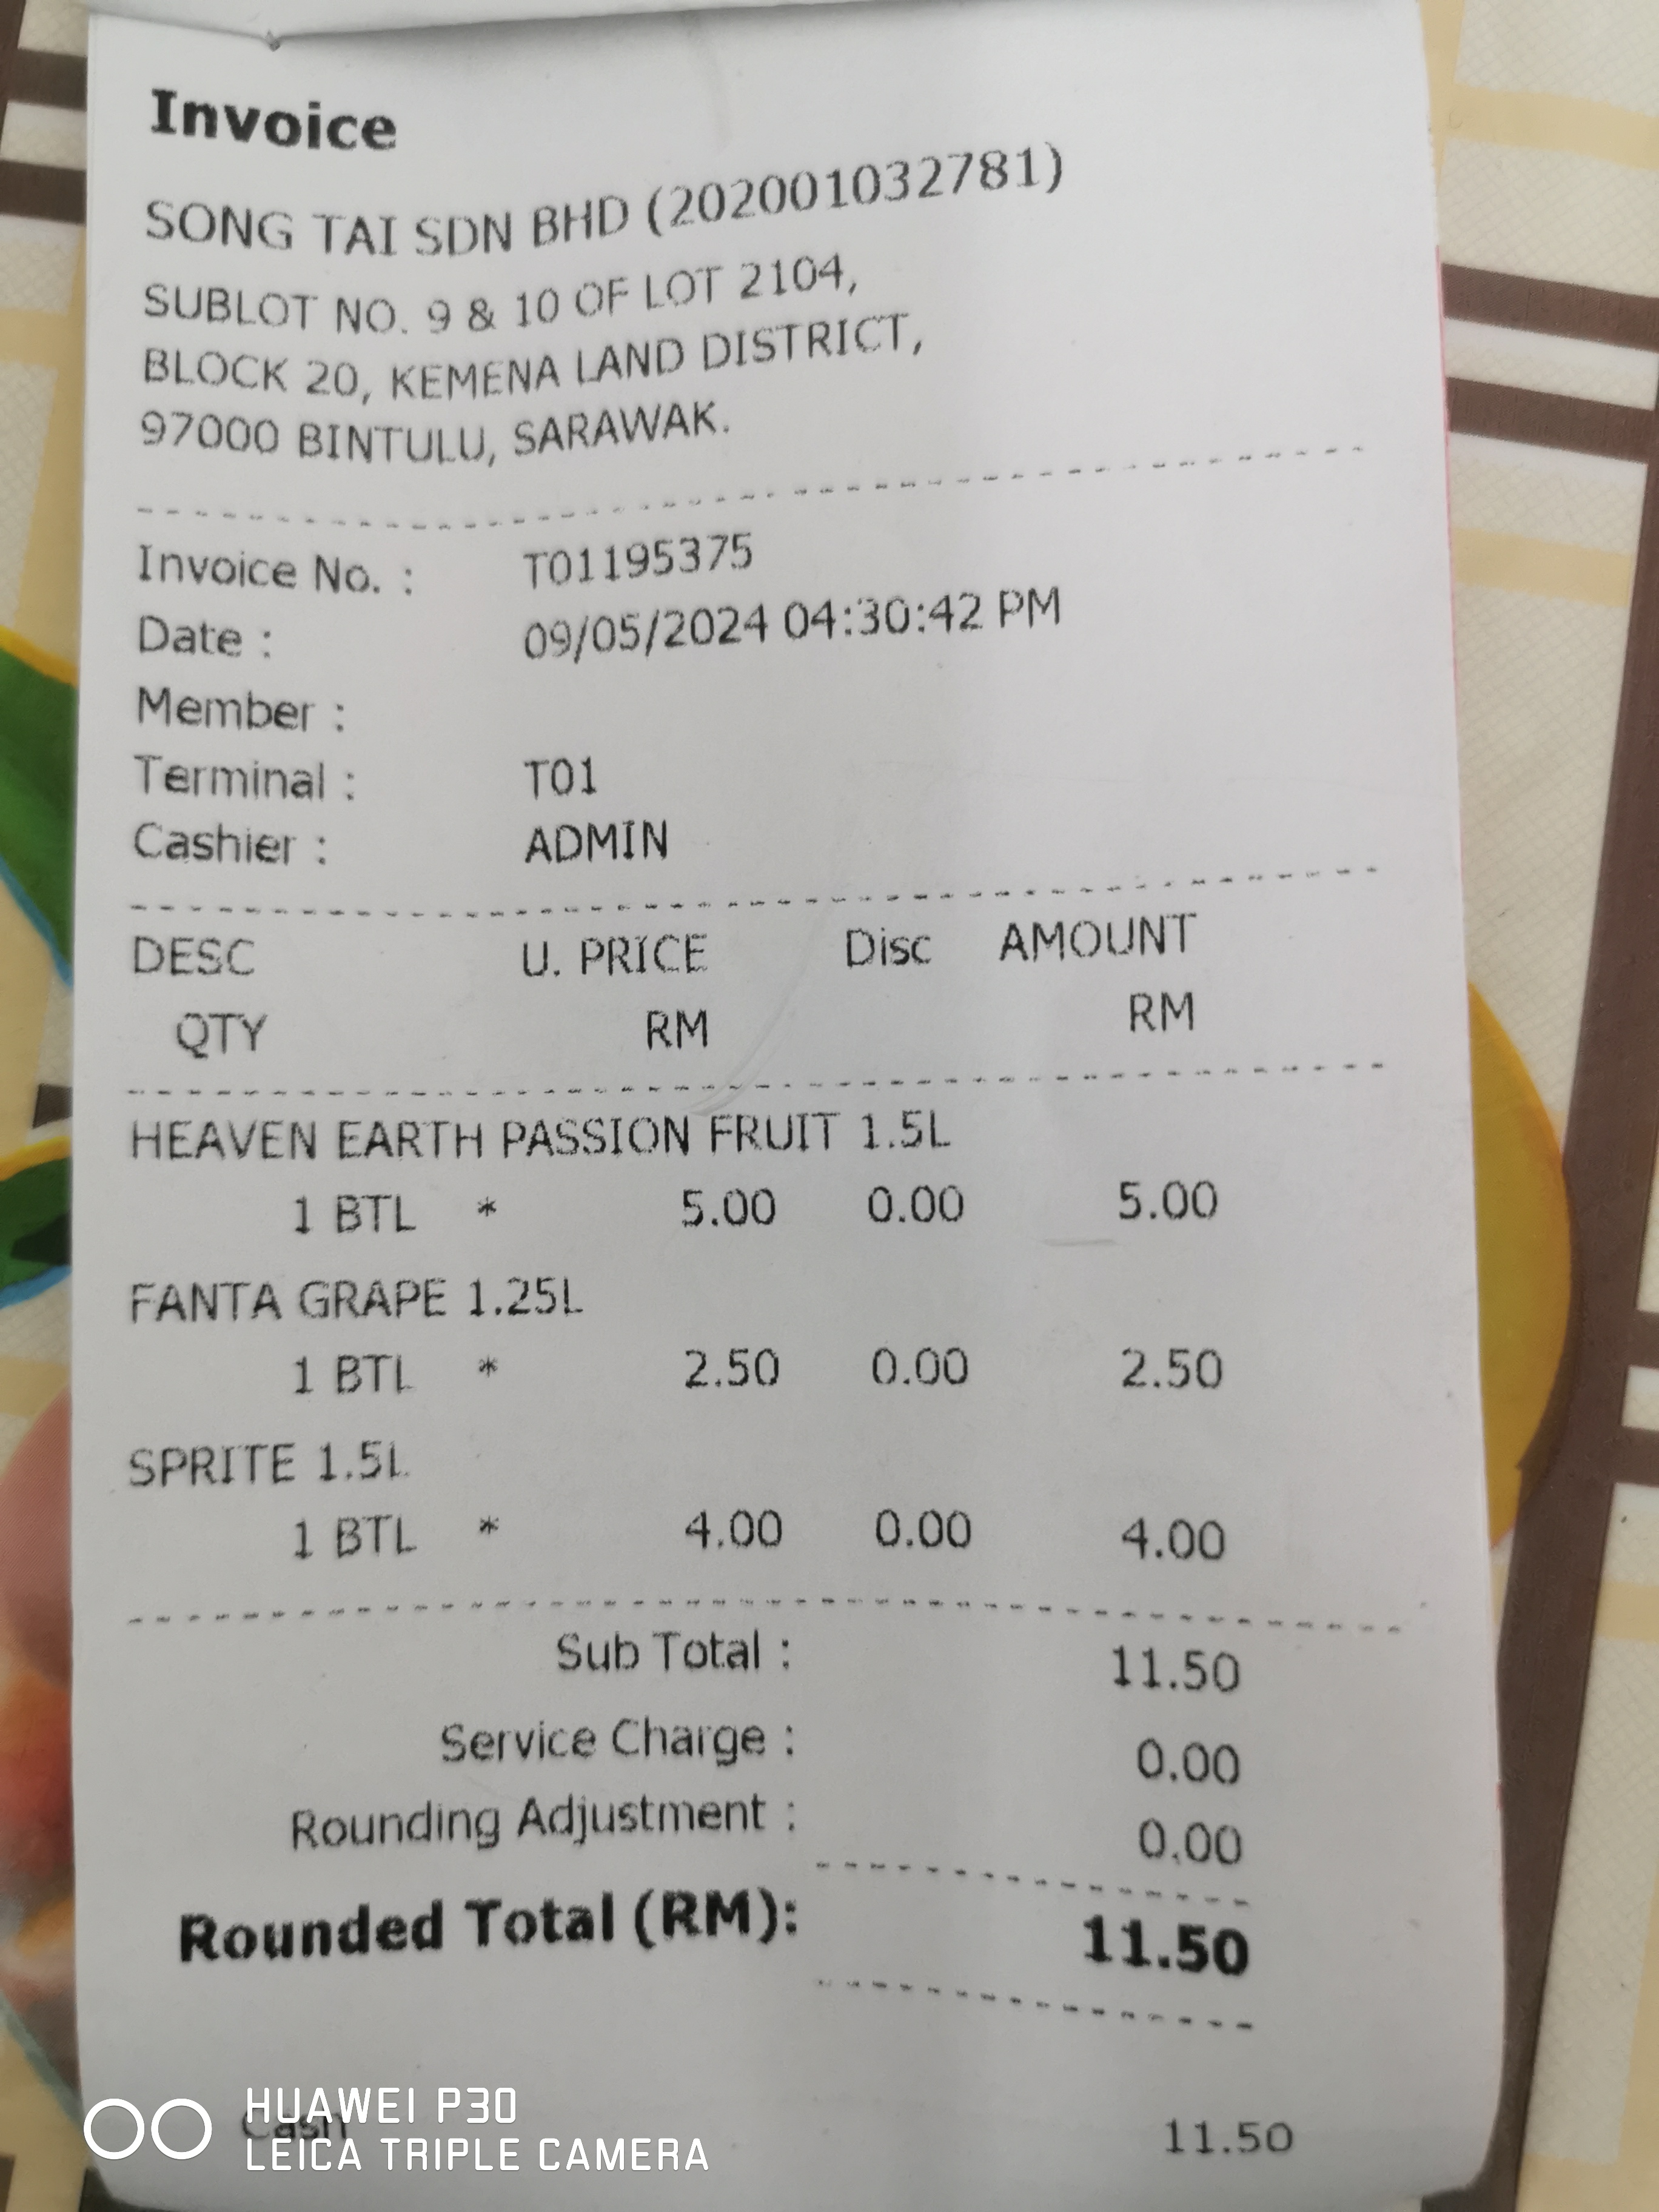 Invoice
SONG TAI SDN BHD (202001032781)
SUBLOT NO. 9 & 10 OF LOT 2104,
BLOCK 20, KEMENA LAND DISTRICT,
97000 BINTULU, SARAWAK.
Invoice No. : T01195375
Date : 09/05/2024 04:30:42 PM
Member :
Terminal : T01
Cashier : ADMIN
DESC U. PRICE Disc AMOUNT
QTY RM RM
HEAVEN EARTH PASSION FRUIT 1.5L
1 BTL * 5.00 0.00 5.00
FANTA GRAPE 1.25L
1 BTL * 2.50 0.00 2.50
SPRITE 1.5L
1 BTL * 4.00 0.00 4.00
Sub Total : 11.50
Service Charge : 0.00
Rounding Adjustment : 0.00
Rounded Total (RM): 11.50
Cash 11.50
HUAWEI P30
LEICA TRIPLE CAMERA